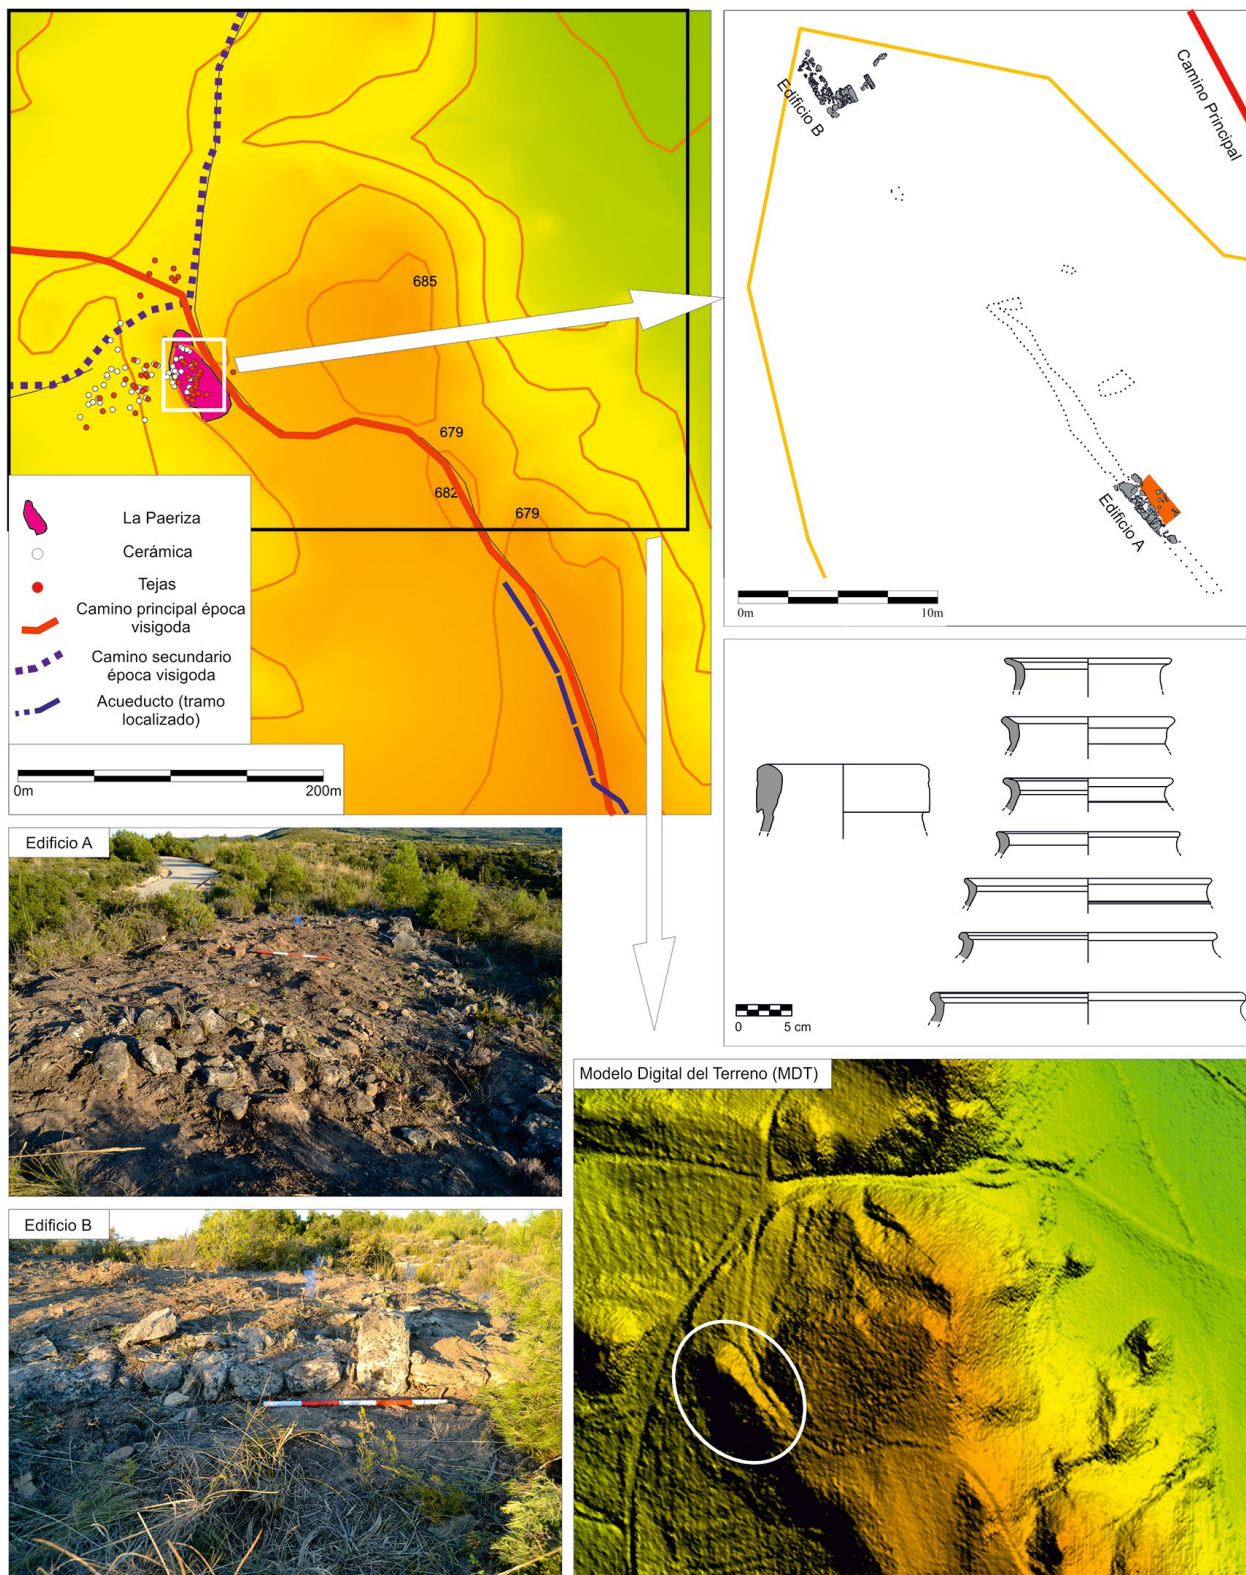 685
679
682
679
La Paeriza
Cerámica
Tejas
Camino principal época
visigoda
Camino secundario
época visigoda
Acueducto (tramo
localizado)
0m
200m
Camino Principal
Edificio B
Edificio A
0m
10m
0
5 cm
Edificio A
Edificio B
Modelo Digital del Terreno (MDT)